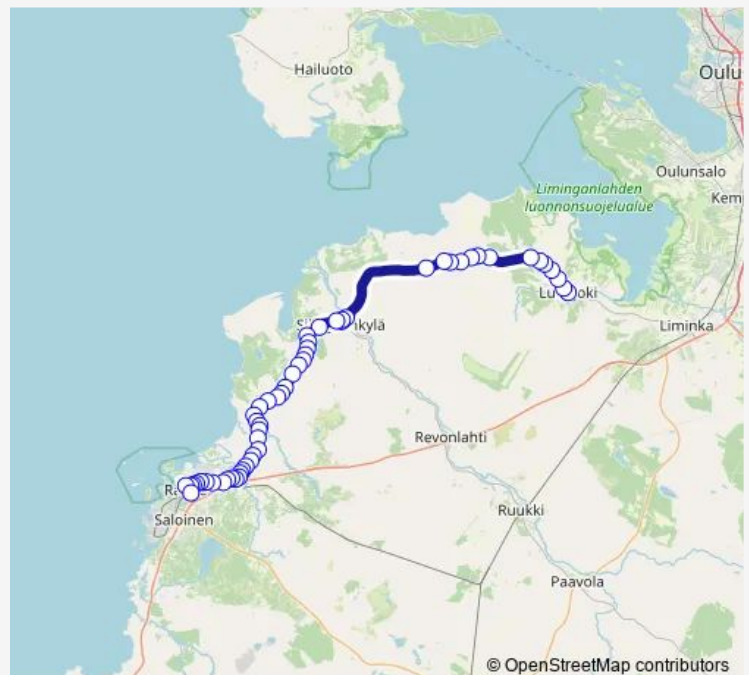 Hailuoto
Oulu
Oulunsalo
Liminganlahden
luonnonsuojelualue
Kem
Liminka
Revonlahti
Saloinen
Ruukki
Paavola
© OpenStreetMap contributors